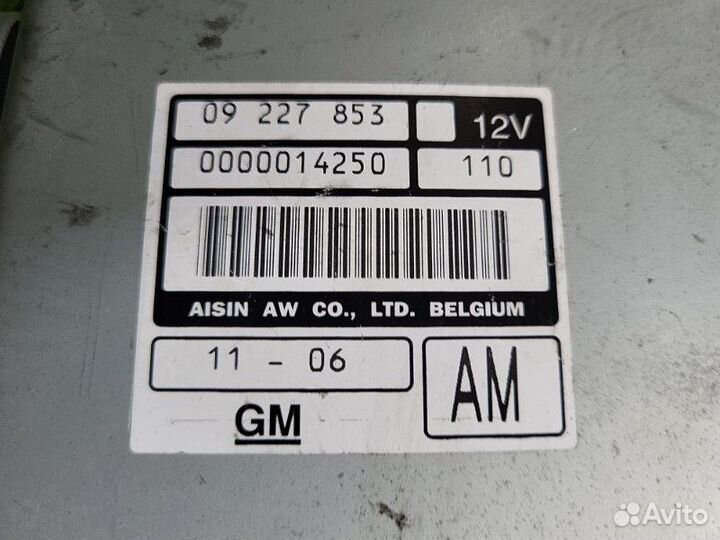 09 227 853
12V
0000014250
110
AISIN AW CO., LTD. BELGIUM
11 - 06
AM
GM
Avito